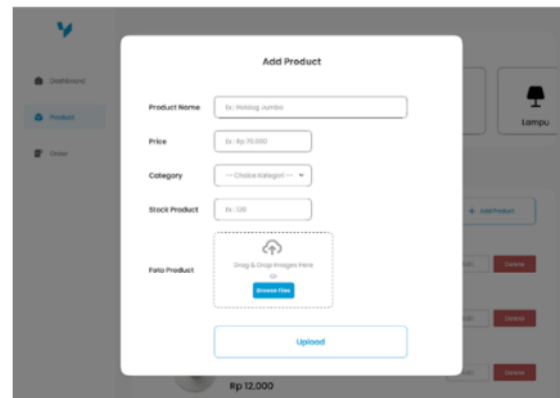 Add Product
Dashboard
Product
Order
Product Name
Ex : Hotdog Jumbo
Price
Ex : Rp 70.000
Category
--- Choice Kategori ---
Stock Product
Ex : 120
Foto Product
Drag & Drop Images Here
Or
Browse Files
Upload
Lampu
+ Add Product
Delete
Delete
Delete
Rp 12.000